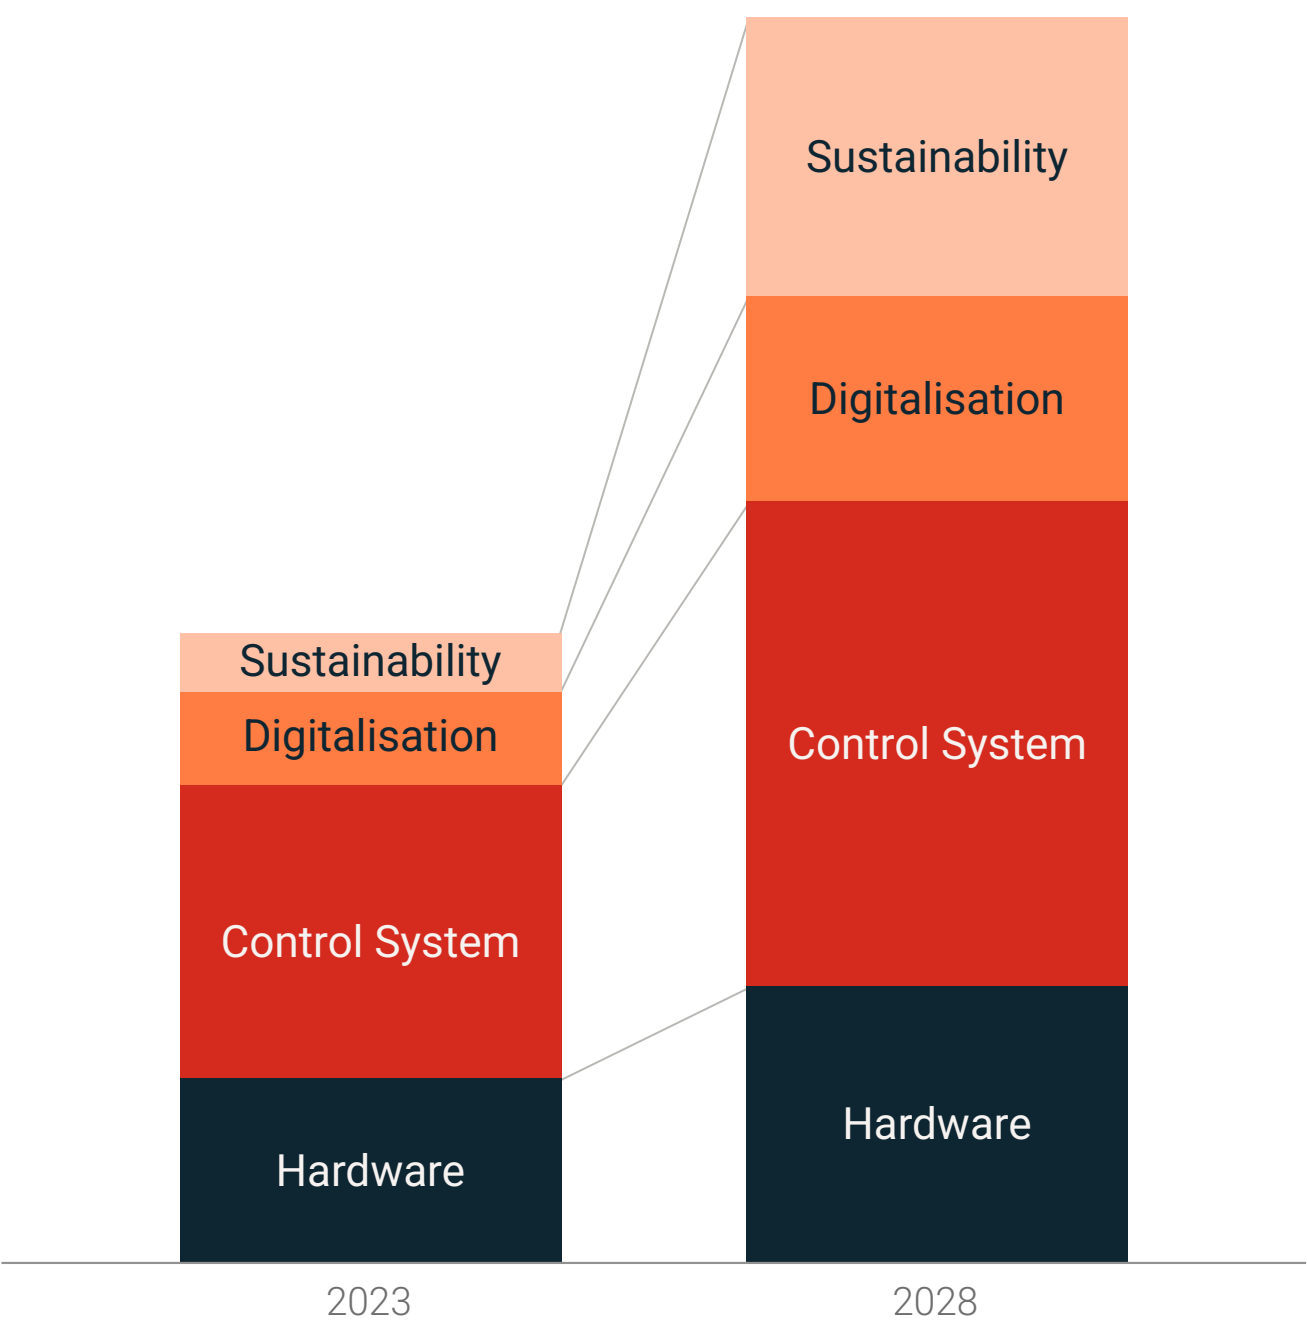 Sustainability
Digitalisation
Control System
Hardware
Sustainability
Digitalisation
Control System
Hardware
2023
2028